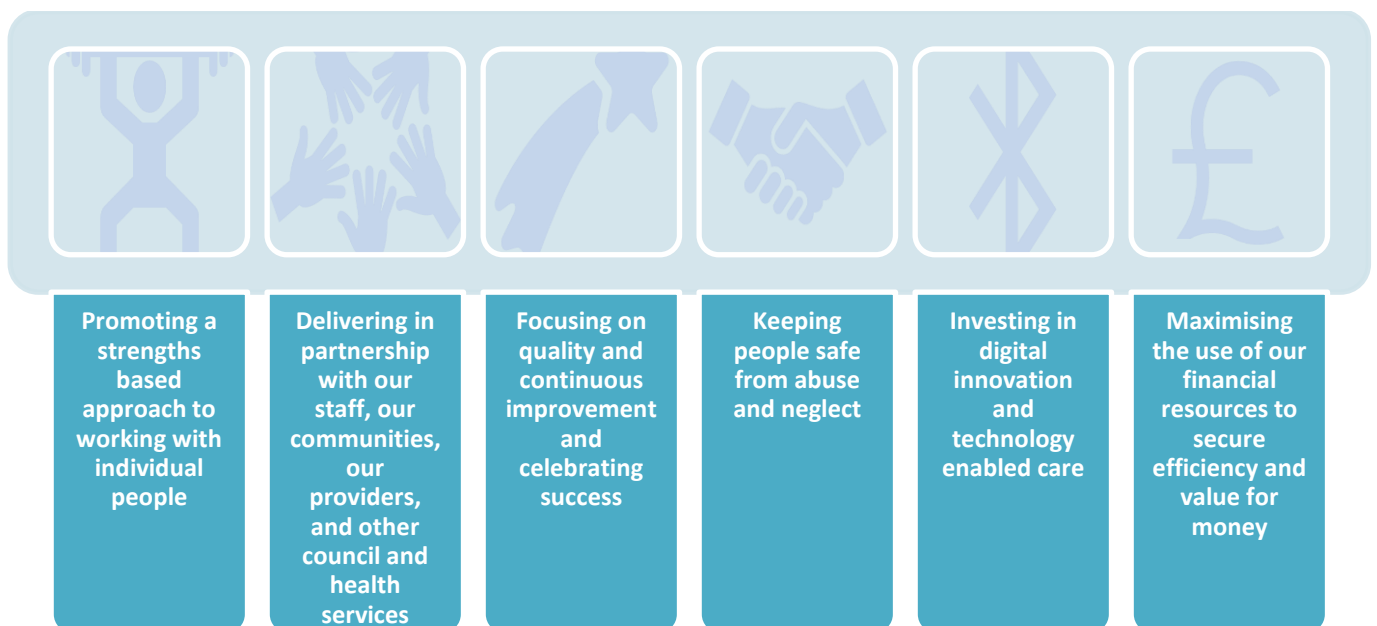 Promoting a
strengths
based
approach to
working with
individual
people
Delivering in
partnership
with our
staff, our
communities,
our
providers,
and other
council and
health
services
Focusing on
quality and
continuous
improvement
and
celebrating
success
Keeping
people safe
from abuse
and neglect
Investing in
digital
innovation
and
technology
enabled care
Maximising
the use of our
financial
resources to
secure
efficiency and
value for
money